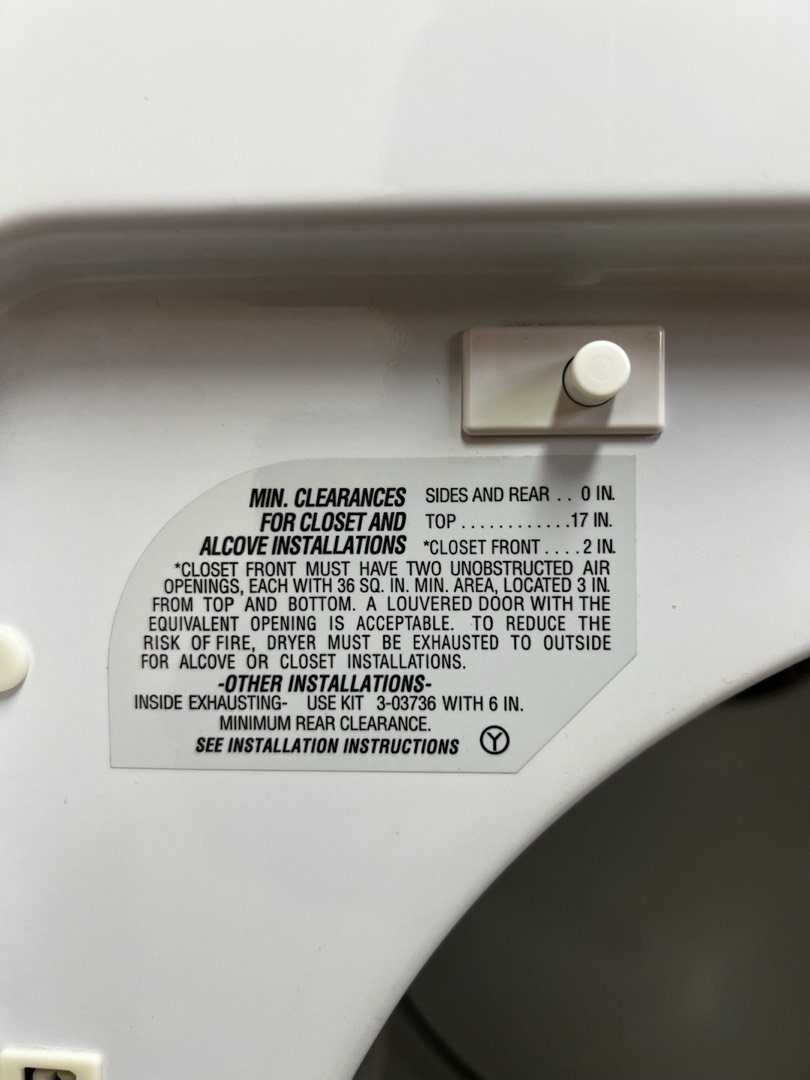 MIN. CLEARANCES FOR CLOSET AND ALCOVE INSTALLATIONS
SIDES AND REAR . . 0 IN.
TOP . . . . . . . . . . . .17 IN.
*CLOSET FRONT . . . . 2 IN.
*CLOSET FRONT MUST HAVE TWO UNOBSTRUCTED AIR
OPENINGS, EACH WITH 36 SQ. IN. MIN. AREA, LOCATED 3 IN.
FROM TOP AND BOTTOM. A LOUVERED DOOR WITH THE
EQUIVALENT OPENING IS ACCEPTABLE. TO REDUCE THE
RISK OF FIRE, DRYER MUST BE EXHAUSTED TO OUTSIDE
FOR ALCOVE OR CLOSET INSTALLATIONS.
-OTHER INSTALLATIONS-
INSIDE EXHAUSTING- USE KIT 3-03736 WITH 6 IN.
MINIMUM REAR CLEARANCE.
SEE INSTALLATION INSTRUCTIONS Y